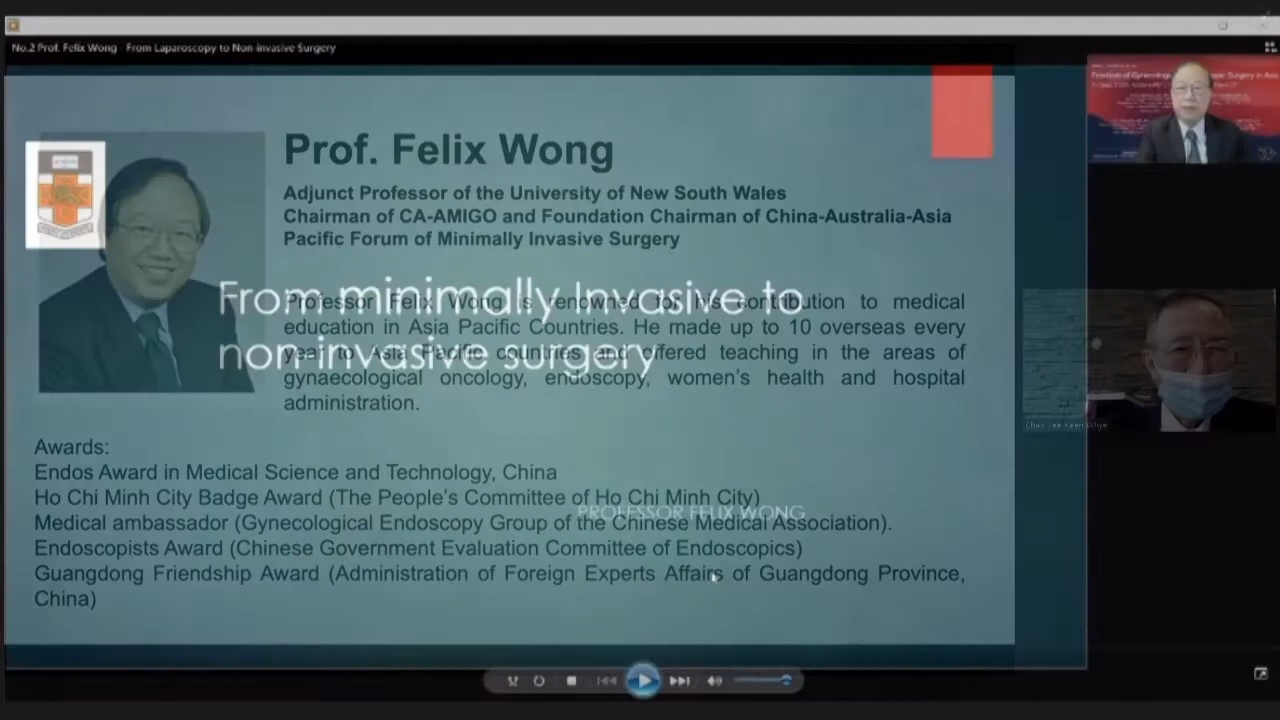 No.2 Prof. Felix Wong - From Laparoscopy to Non-invasive Surgery
Prof. Felix Wong
Adjunct Professor of the University of New South Wales
Chairman of CA-AMIGO and Foundation Chairman of China-Australia-Asia
Pacific Forum of Minimally Invasive Surgery
From minimally Invasive to
non invasive surgery
Professor Felix Wong is renowned for his contribution to medical
education in Asia Pacific Countries. He made up to 10 overseas every
year to Asia Pacific countries and offered teaching in the areas of
gynaecological oncology, endoscopy, women's health and hospital
administration.
Awards:
Endos Award in Medical Science and Technology, China
Ho Chi Minh City Badge Award (The People's Committee of Ho Chi Minh City)
PROFESSOR FELIX WONG
Medical ambassador (Gynecological Endoscopy Group of the Chinese Medical Association).
Endoscopists Award (Chinese Government Evaluation Committee of Endoscopics)
Guangdong Friendship Award (Administration of Foreign Experts Affairs of Guangdong Province,
China)
Surgery in Asia
Chan Lee Keen Whye